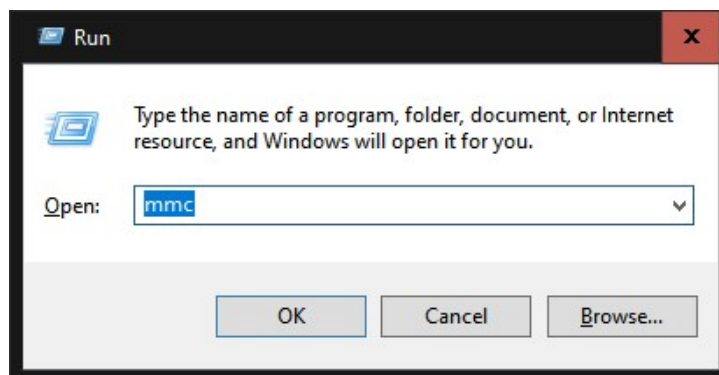 Run
Type the name of a program, folder, document, or Internet
resource, and Windows will open it for you.
Open: mmc
OK Cancel Browse...